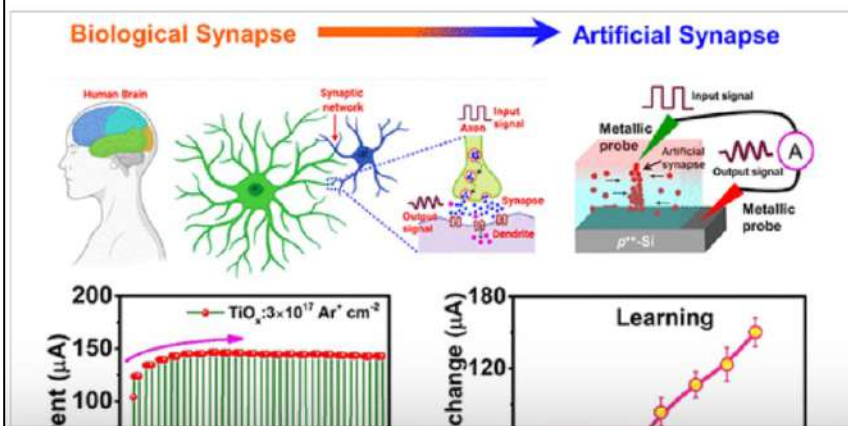 Biological Synapse Artificial Synapse
Human Brain
Synaptic
network
Input
signal
Axon
Output
signal
Synapse
Dendrite
Input signal
Metallic
probe
Artificial
synapse
A
Output signal
Metallic
probe
p⁺⁺-Si
200
150
100
ent (μA)
TiOₓ:3×10¹⁷ Ar⁺ cm⁻²
180
120
change (μA)
Learning